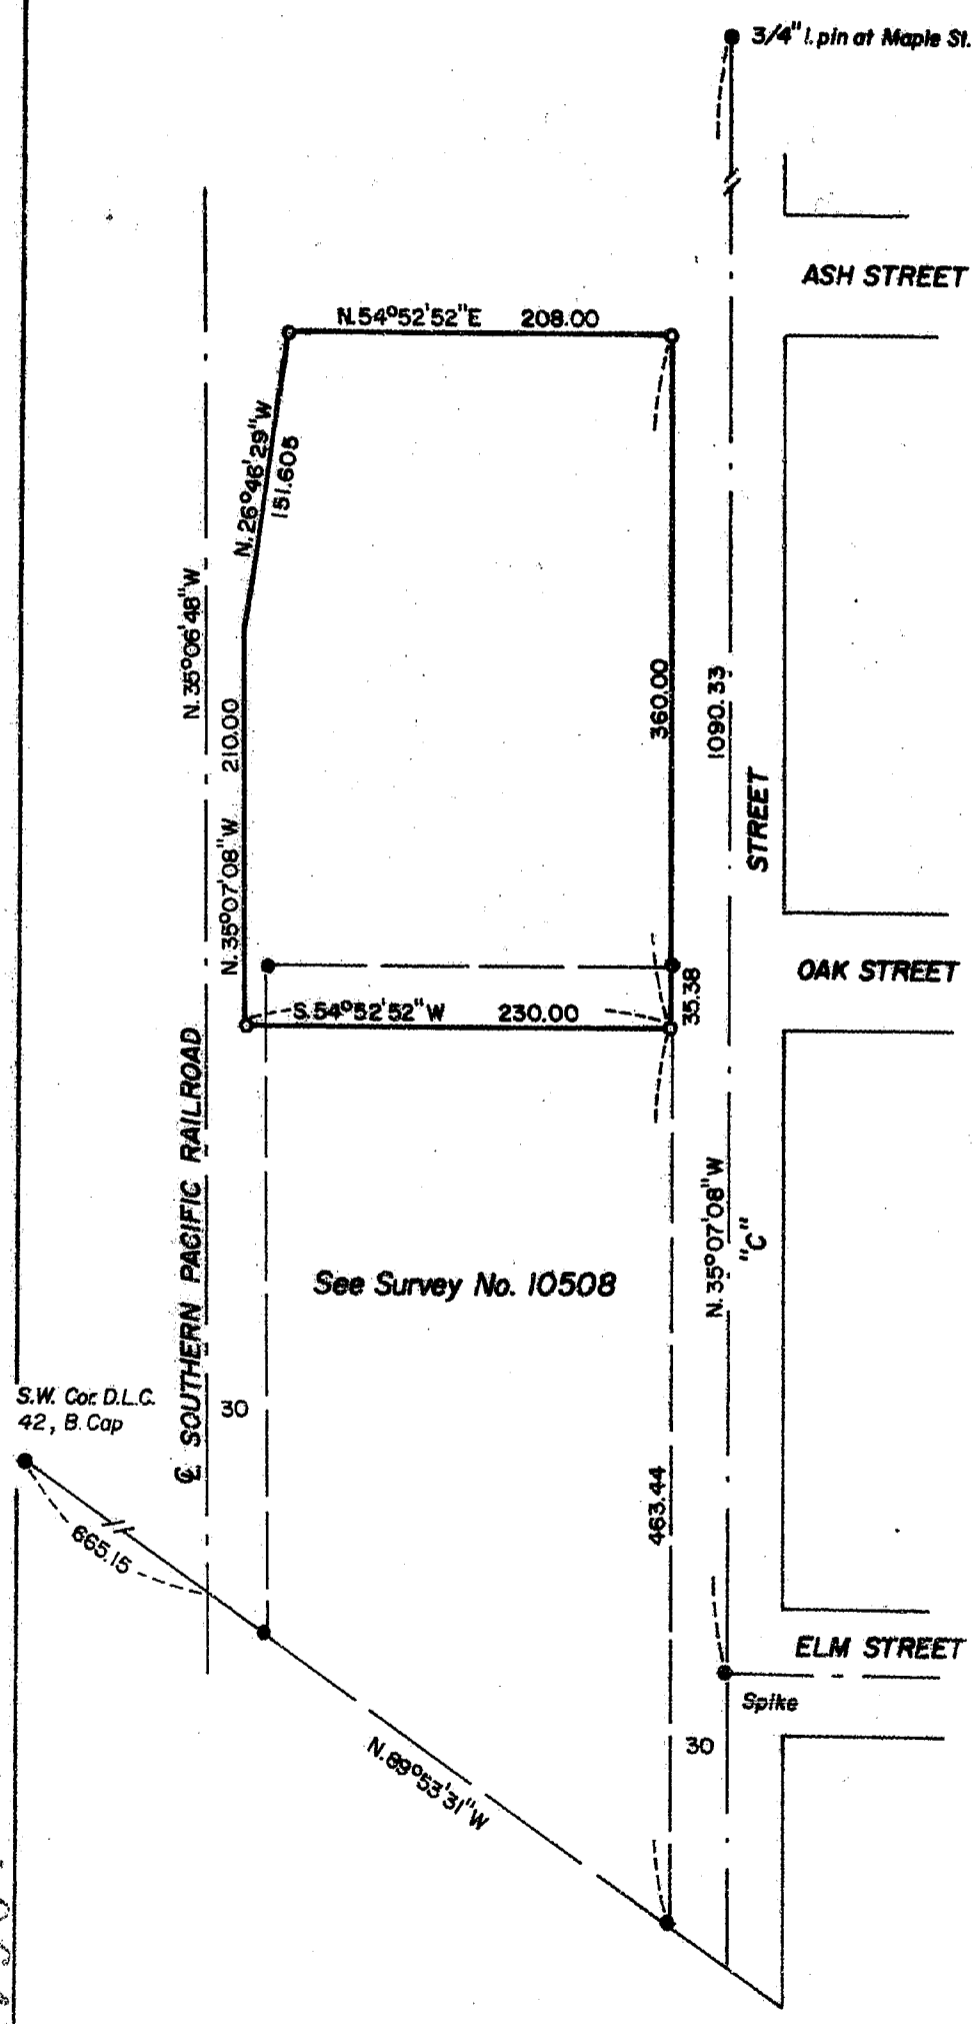 3/4" I. pin at Maple St.
ASH STREET
N.54°52'52"E 208.00
N.26°46'29"W
151.605
N.35°06'48"W
N.35°07'08"W 210.00
360.00
1090.33
STREET
OAK STREET
S.54°52'52"W 230.00
35.38
℄ SOUTHERN PACIFIC RAILROAD
N.35°07'08"W
"C"
See Survey No. 10508
S.W. Cor. D.L.C.
42, B. Cap
30
665.15
463.44
ELM STREET
Spike
30
N.89°53'31"W